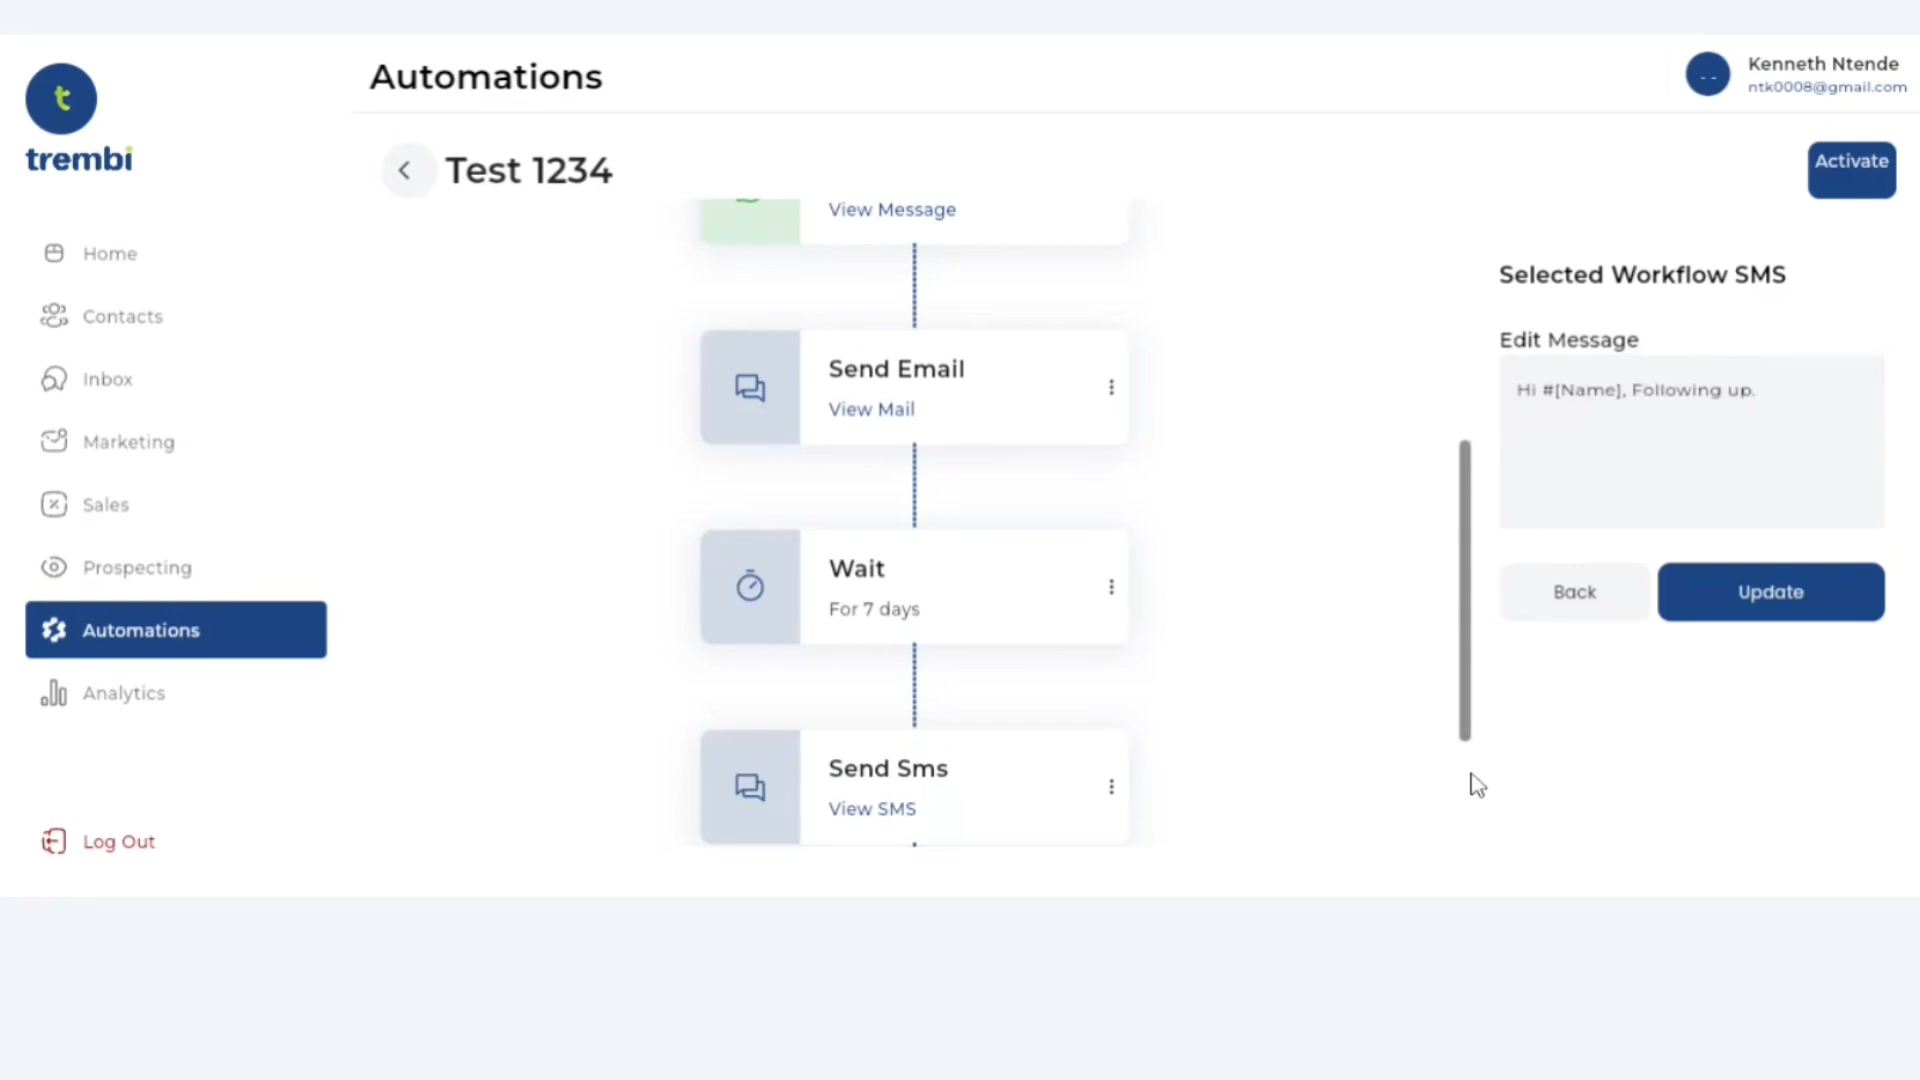 Automations
Kenneth Ntende
ntk0008@gmail.com
t
trembi
Test 1234
Activate
Home
Contacts
Inbox
Marketing
Sales
Prospecting
Automations
Analytics
Log Out
View Message
Send Email
View Mail
Wait
For 7 days
Send Sms
View SMS
Selected Workflow SMS
Edit Message
Hi #[Name], Following up.
Back
Update